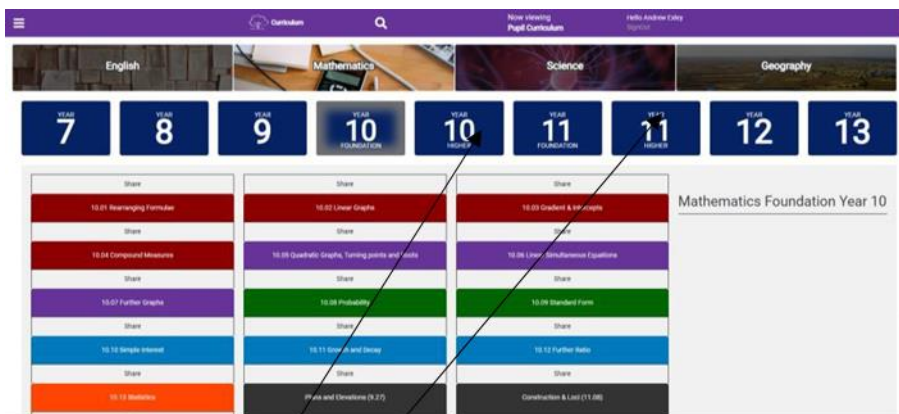 Curriculum
Now viewing
Pupil Curriculum
Hello Andrew Exley
Sign Out
English
Mathematics
Science
Geography
YEAR
7
YEAR
8
YEAR
9
YEAR
10
FOUNDATION
YEAR
10
HIGHER
YEAR
11
FOUNDATION
YEAR
11
HIGHER
YEAR
12
YEAR
13
Share
Share
Share
10.01 Rearranging Formulae
10.02 Linear Graphs
10.03 Gradient & Intercepts
Mathematics Foundation Year 10
Share
Share
Share
10.04 Compound Measures
10.05 Quadratic Graphs, Turning points and roots
10.06 Linear Simultaneous Equations
Share
Share
Share
10.07 Further Graphs
10.08 Probability
10.09 Standard Form
Share
Share
Share
10.10 Simple Interest
10.11 Growth and Decay
10.12 Further Ratio
Share
Share
Share
10.13 Statistics
Plans and Elevations (9.27)
Construction & Loci (11.08)